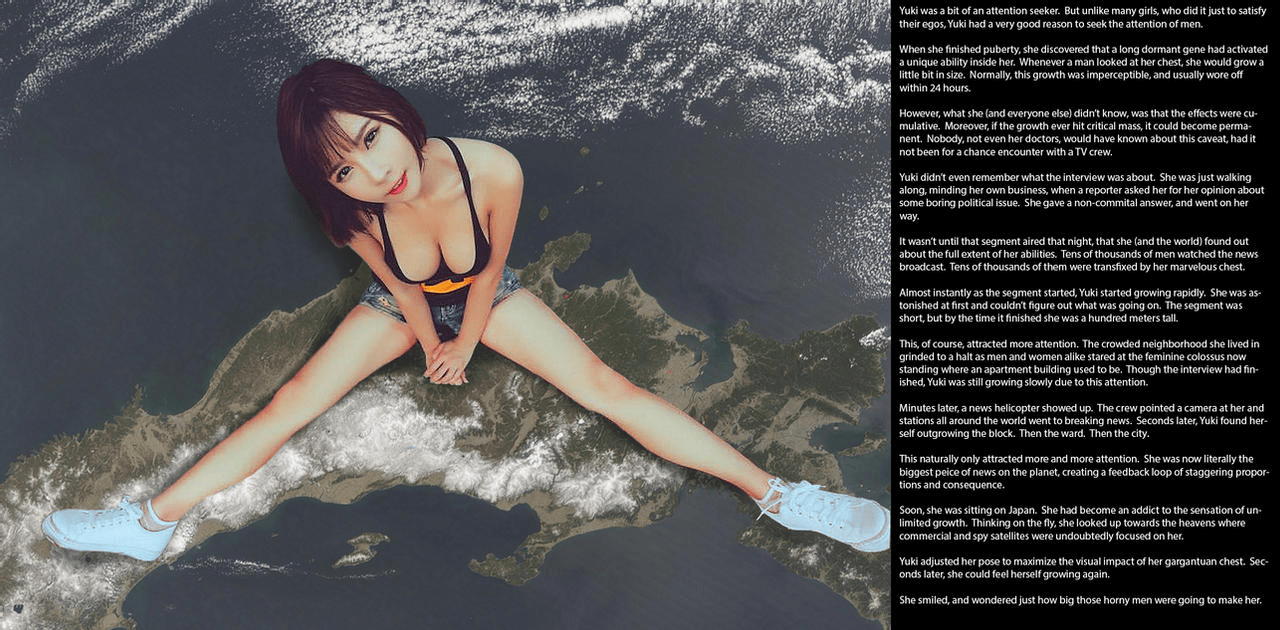 Yuki was a bit of an attention seeker.  But unlike many girls, who did it just to satisfy
their egos, Yuki had a very good reason to seek the attention of men.
When she finished puberty, she discovered that a long dormant gene had activated
a unique ability inside her.  Whenever a man looked at her chest, she would grow a
little bit in size.  Normally, this growth was imperceptible, and usually wore off
within 24 hours.
However, what she (and everyone else) didn't know, was that the effects were cu-
mulative.  Moreover, if the growth ever hit critical mass, it could become perma-
nent.  Nobody, not even her doctors, would have known about this caveat, had it
not been for a chance encounter with a TV crew.
Yuki didn't even remember what the interview was about.  She was just walking
along, minding her own business, when a reporter asked her for her opinion about
some boring political issue.  She gave a non-commital answer, and went on her
way.
It wasn't until that segment aired that night, that she (and the world) found out
about the full extent of her abilities.  Tens of thousands of men watched the news
broadcast.  Tens of thousands of them were transfixed by her marvelous chest.
Almost instantly as the segment started, Yuki started growing rapidly.  She was as-
tonished at first and couldn't figure out what was going on.  The segment was
short, but by the time it finished she was a hundred meters tall.
This, of course, attracted more attention.  The crowded neighborhood she lived in
grinded to a halt as men and women alike stared at the feminine colossus now
standing where an apartment building used to be.  Though the interview had fin-
ished, Yuki was still growing slowly due to this attention.
Minutes later, a news helicopter showed up.  The crew pointed a camera at her and
stations all around the world went to breaking news.  Seconds later, Yuki found her-
self outgrowing the block.  Then the ward.  Then the city.
This naturally only attracted more and more attention.  She was now literally the
biggest peice of news on the planet, creating a feedback loop of staggering propor-
tions and consequence.
Soon, she was sitting on Japan.  She had become an addict to the sensation of un-
limited growth.  Thinking on the fly, she looked up towards the heavens where
commercial and spy satellites were undoubtedly focused on her.
Yuki adjusted her pose to maximize the visual impact of her gargantuan chest.  Sec-
onds later, she could feel herself growing again.
She smiled, and wondered just how big those horny men were going to make her.